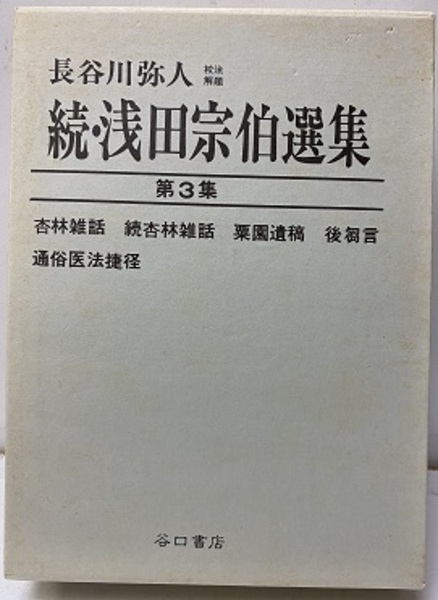 長谷川弥人 校注 解題
続・浅田宗伯選集
第3集
杏林雑話 続杏林雑話 栗園遺稿 後芻言
通俗医法捷径
谷口書店